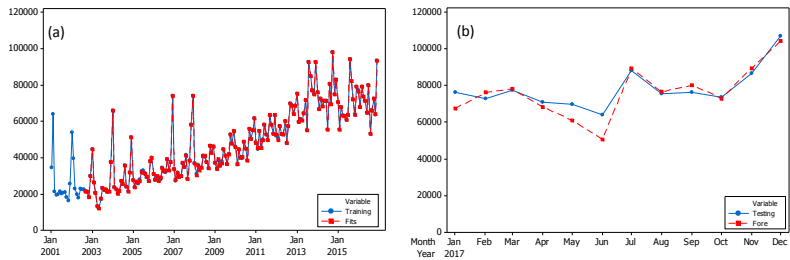 (a)
120000
100000
80000
60000
40000
20000
0
Jan Jan Jan Jan Jan Jan Jan Jan
2001 2003 2005 2007 2009 2011 2013 2015
Variable
Training
Fits
(b)
120000
100000
80000
60000
40000
20000
0
Month Jan Feb Mar Apr May Jun Jul Aug Sep Oct Nov Dec
Year 2017
Variable
Testing
Fore